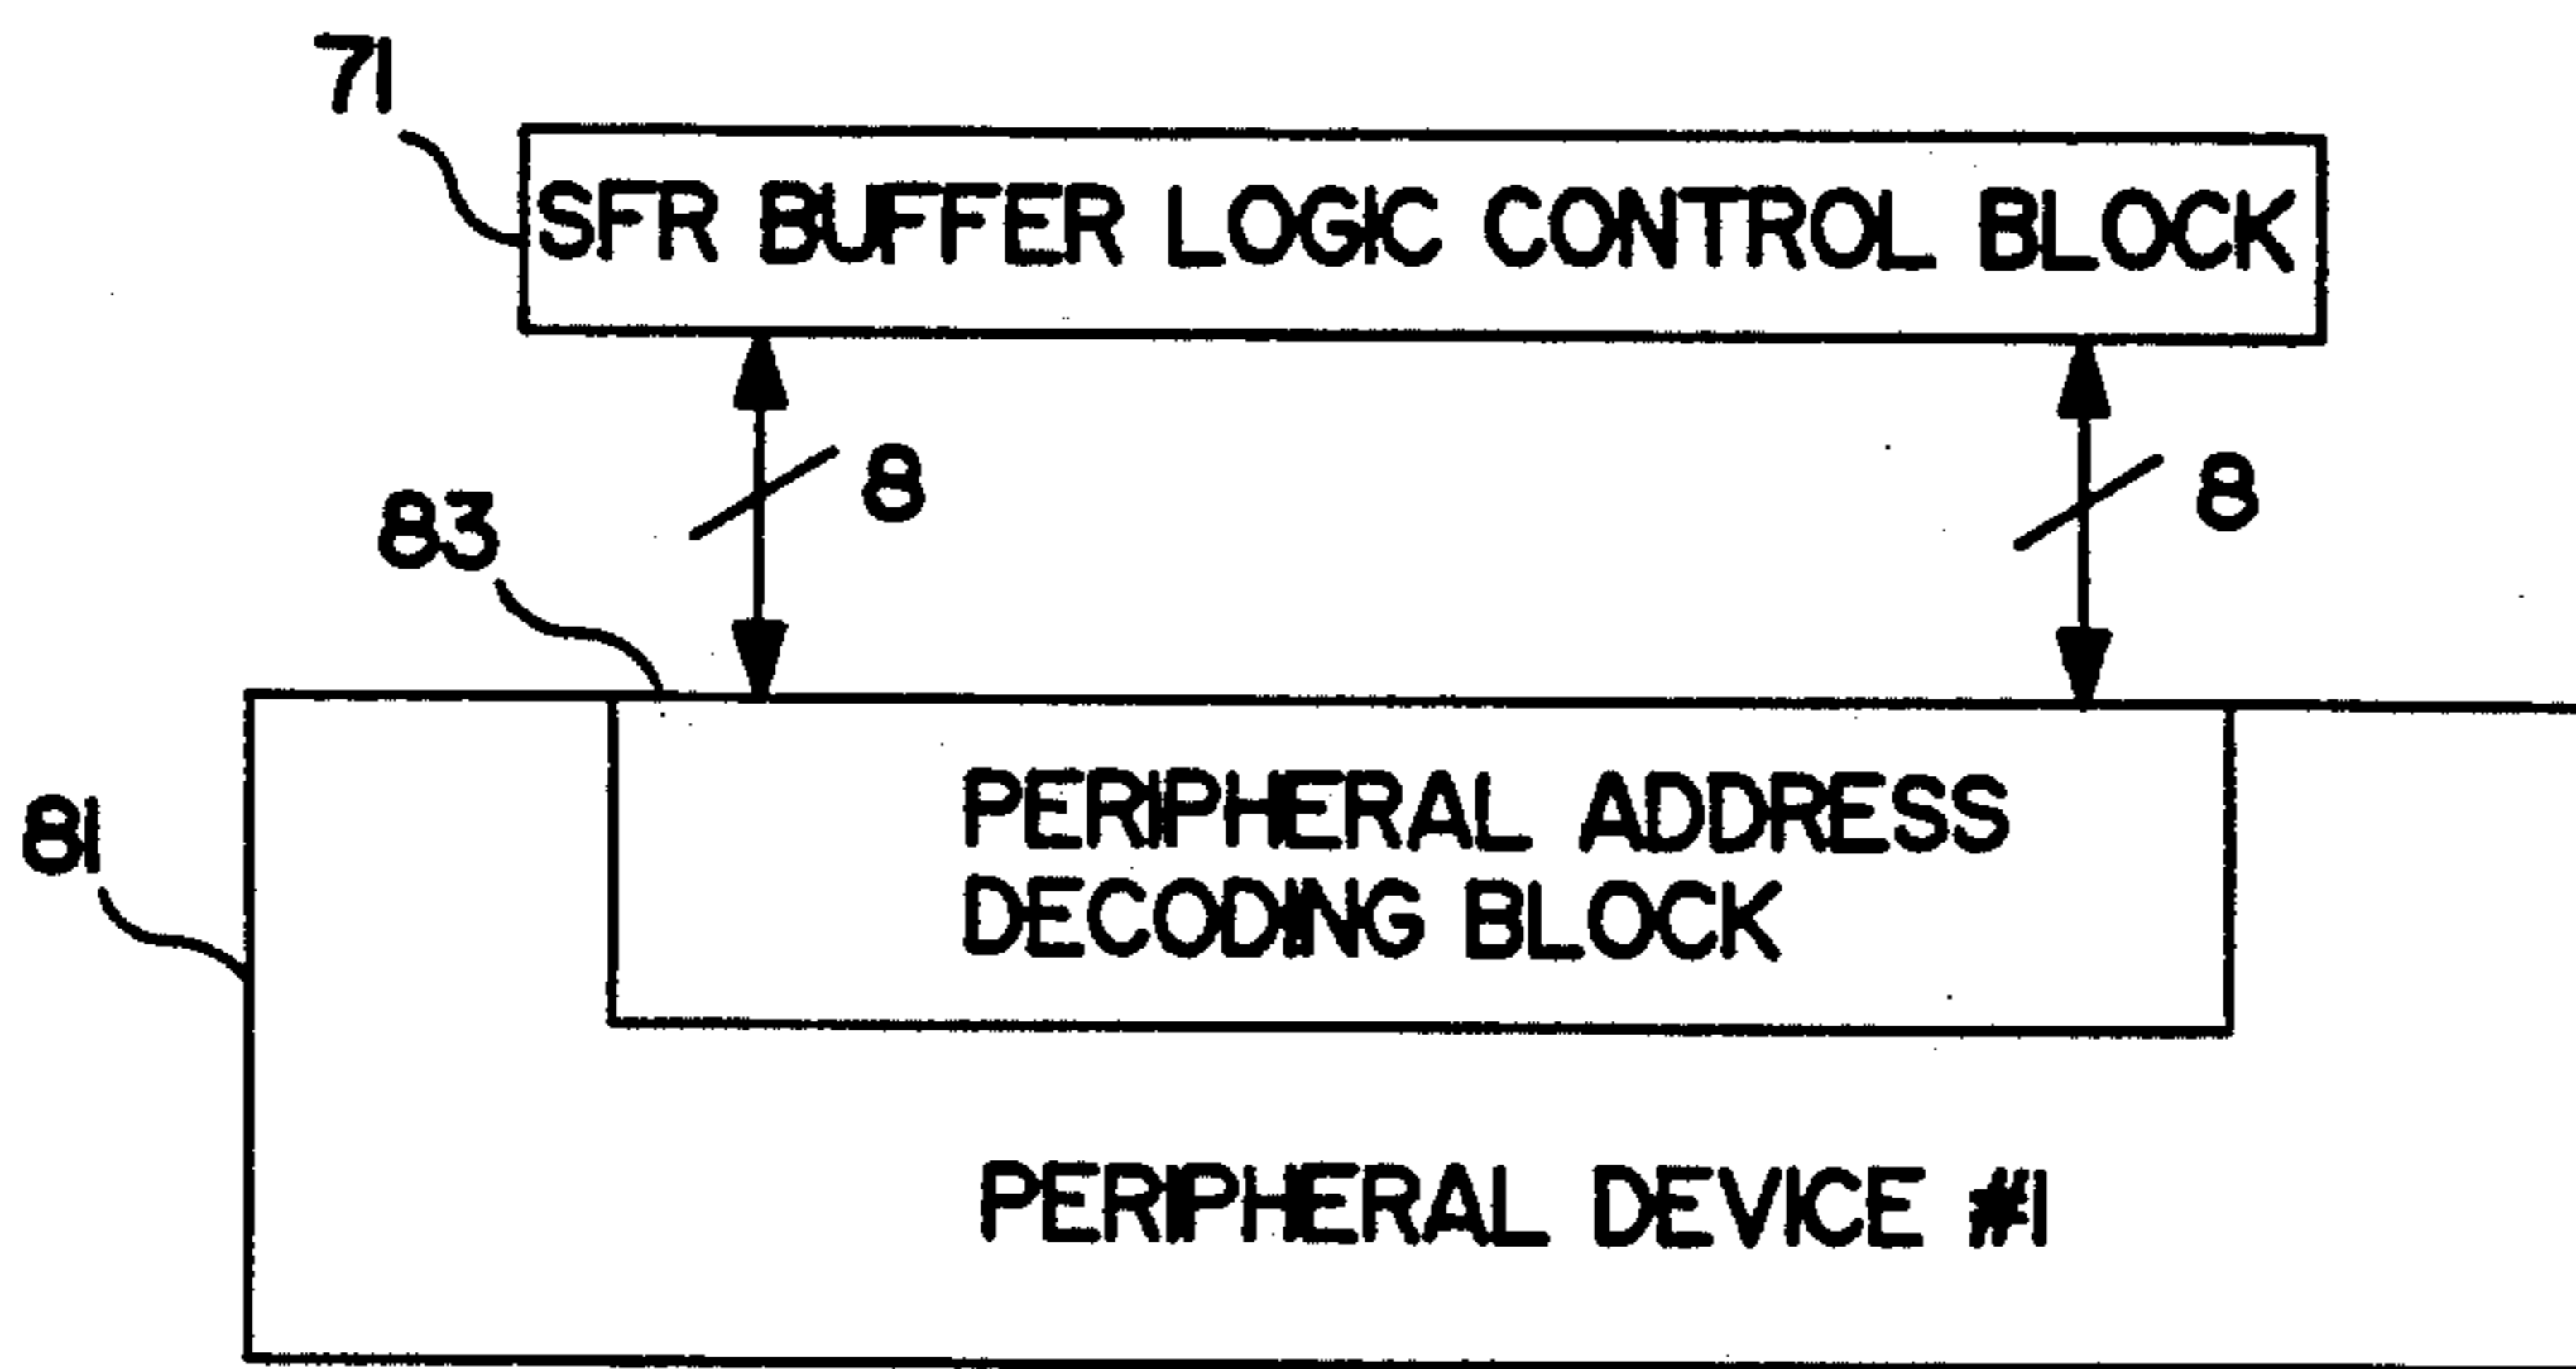 71
SFR BUFFER LOGIC CONTROL BLOCK
8
8
83
81
PERIPHERAL ADDRESS
DECODING BLOCK
PERIPHERAL DEVICE #1